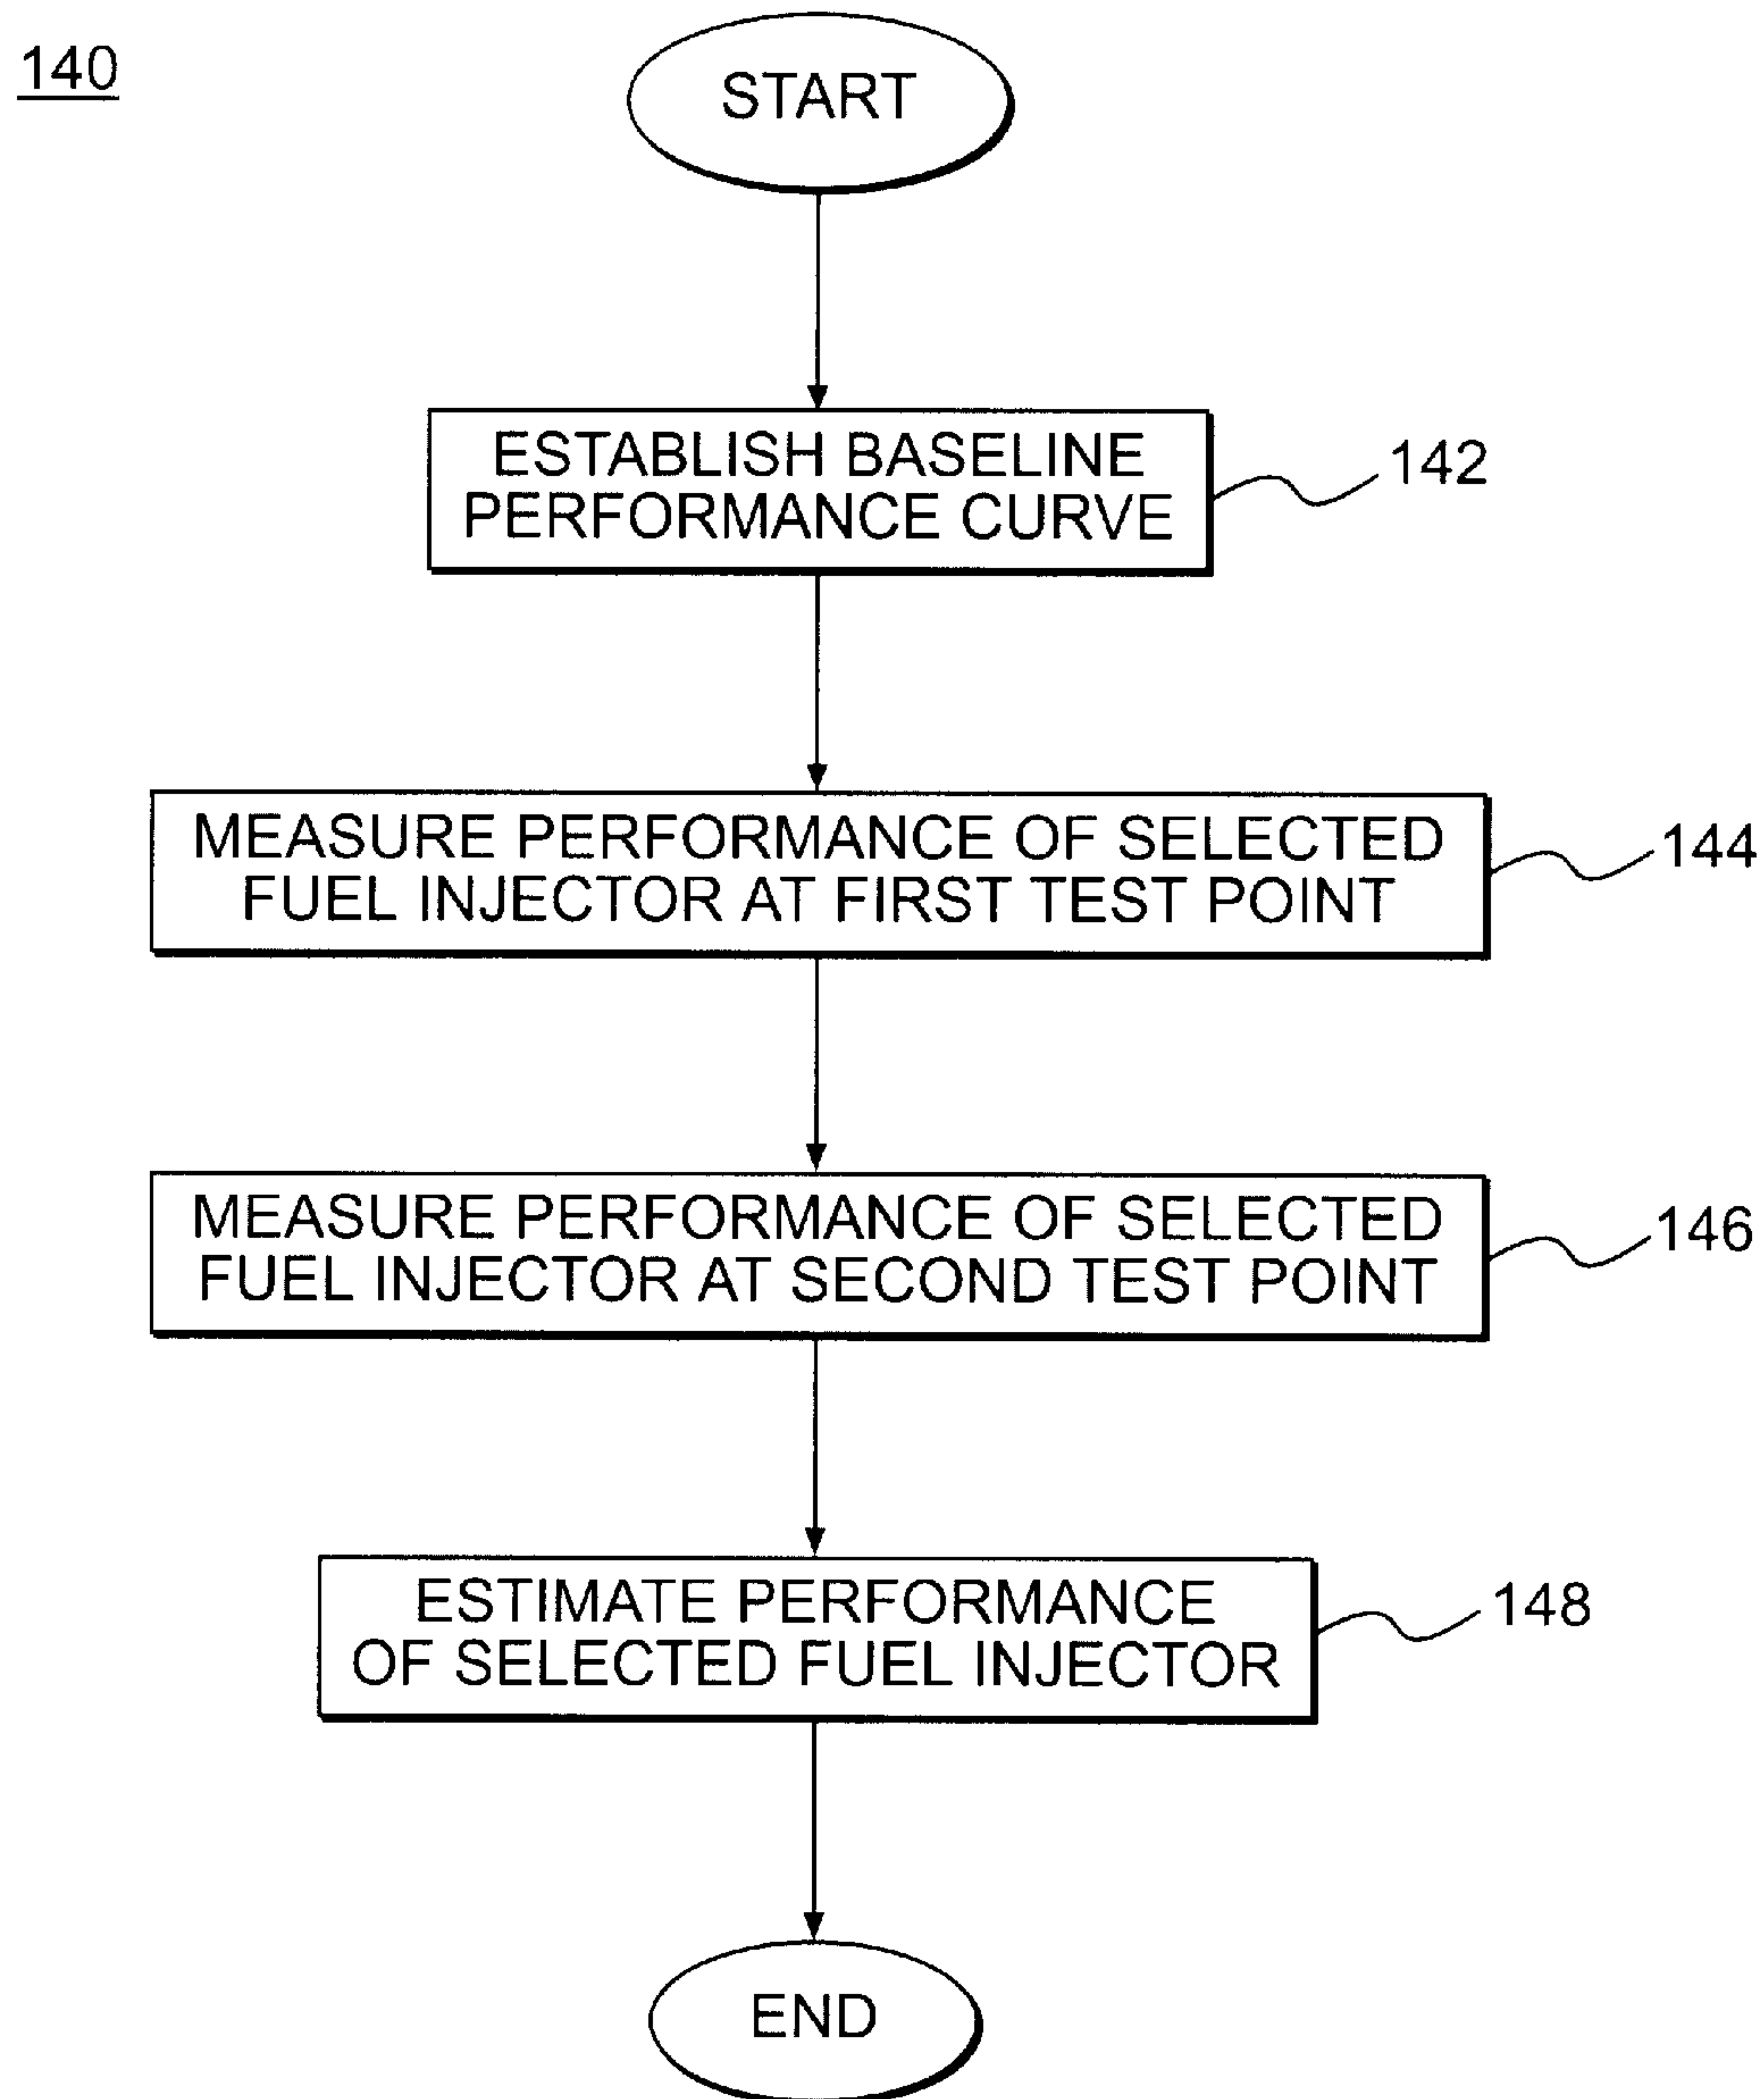 140
START
ESTABLISH BASELINE
PERFORMANCE CURVE
142
MEASURE PERFORMANCE OF SELECTED
FUEL INJECTOR AT FIRST TEST POINT
144
MEASURE PERFORMANCE OF SELECTED
FUEL INJECTOR AT SECOND TEST POINT
146
ESTIMATE PERFORMANCE
OF SELECTED FUEL INJECTOR
148
END